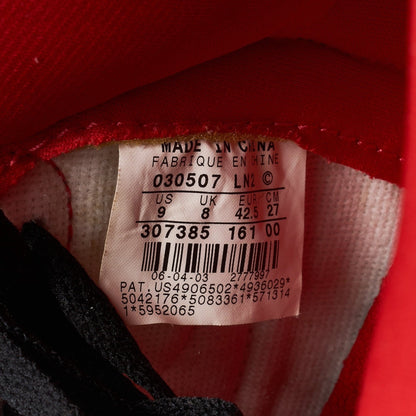 MADE IN CHINA
FABRIQUE EN CHINE
030507 LN2 ©
US UK EUR CM
9 8 42.5 27
307385 161 00
06-04-03 2777997
PAT.US4906502*4936029*
5042176*5083361*571314
1*5952065